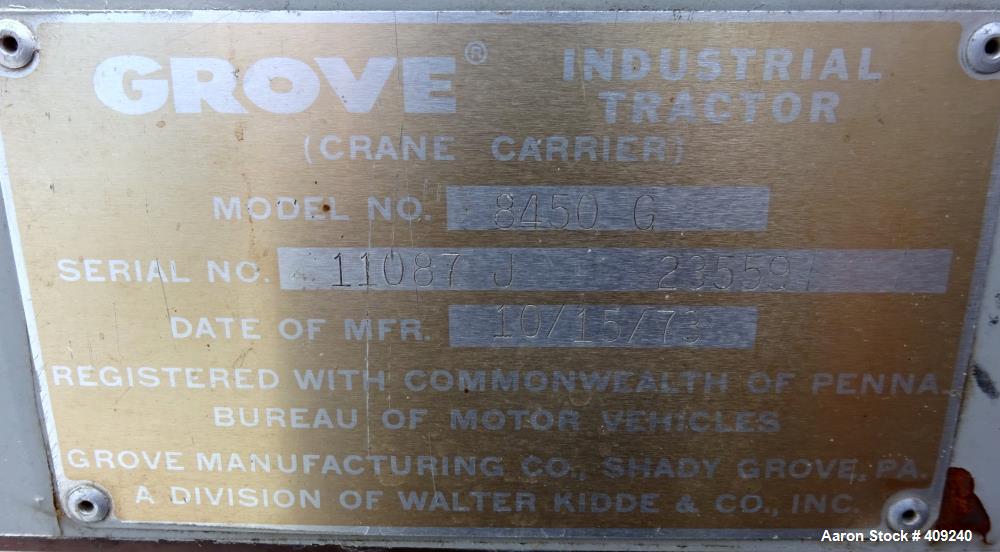 GROVE® INDUSTRIAL
TRACTOR
(CRANE CARRIER)
MODEL NO. 8450 G
SERIAL NO. 11087 J 235597
DATE OF MFR. 10/15/73
REGISTERED WITH COMMONWEALTH OF PENNA.
BUREAU OF MOTOR VEHICLES
GROVE MANUFACTURING CO., SHADY GROVE, PA.
A DIVISION OF WALTER KIDDE & CO., INC.
Aaron Stock # 409240